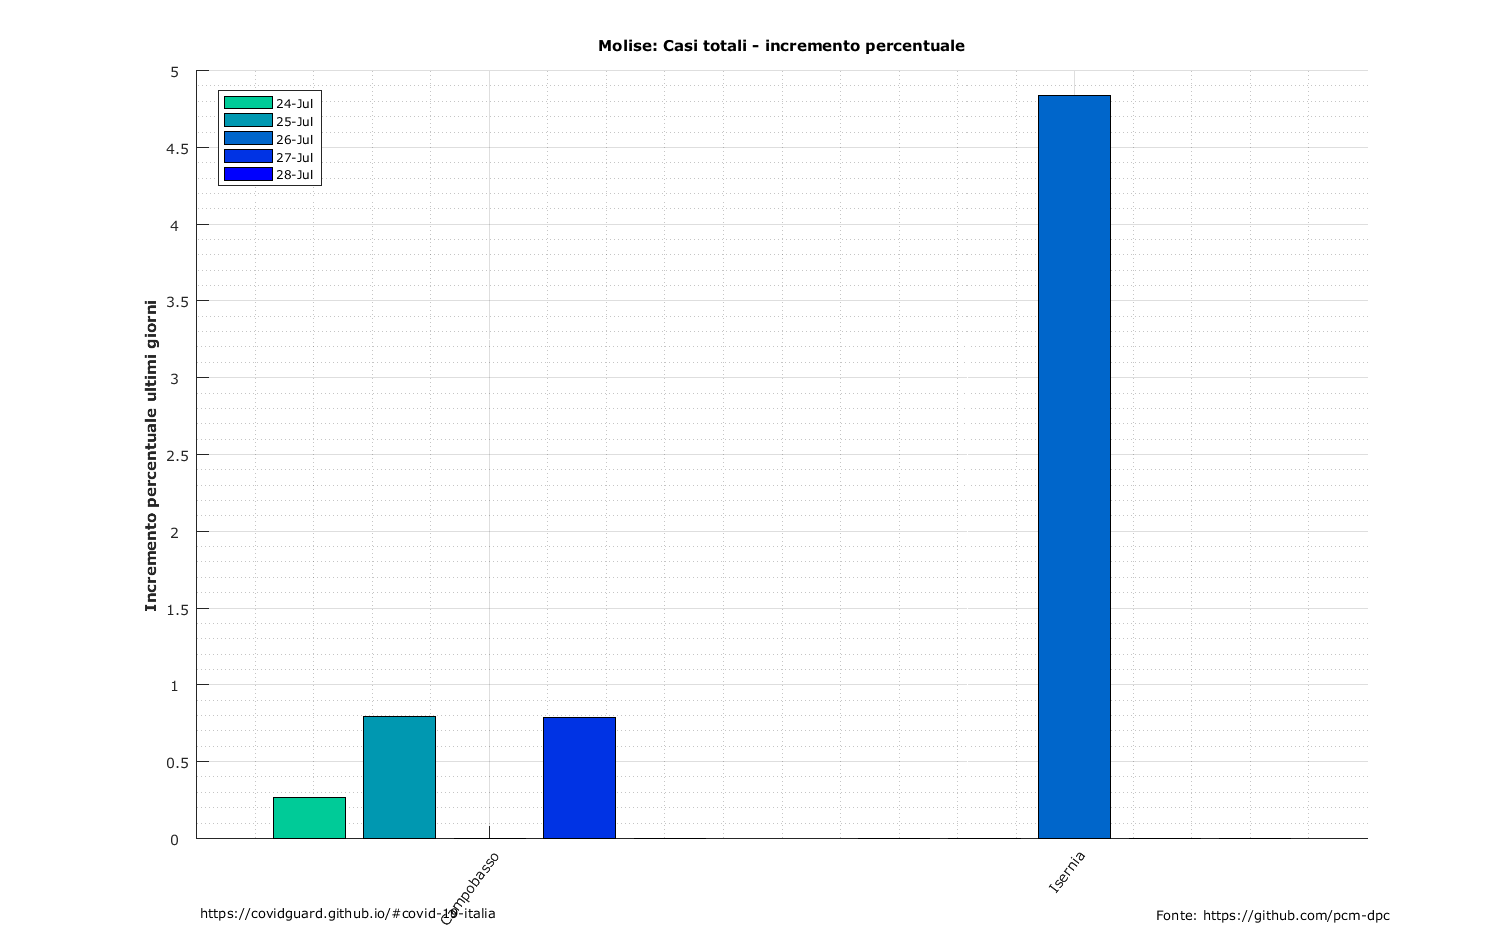 Molise: Casi totali - incremento percentuale
24-Jul
25-Jul
26-Jul
27-Jul
28-Jul
Incremento percentuale ultimi giorni
5
4.5
4
3.5
3
2.5
2
1.5
1
0.5
0
Campobasso
Isernia
https://covidguard.github.io/#covid-19-italia
Fonte: https://github.com/pcm-dpc